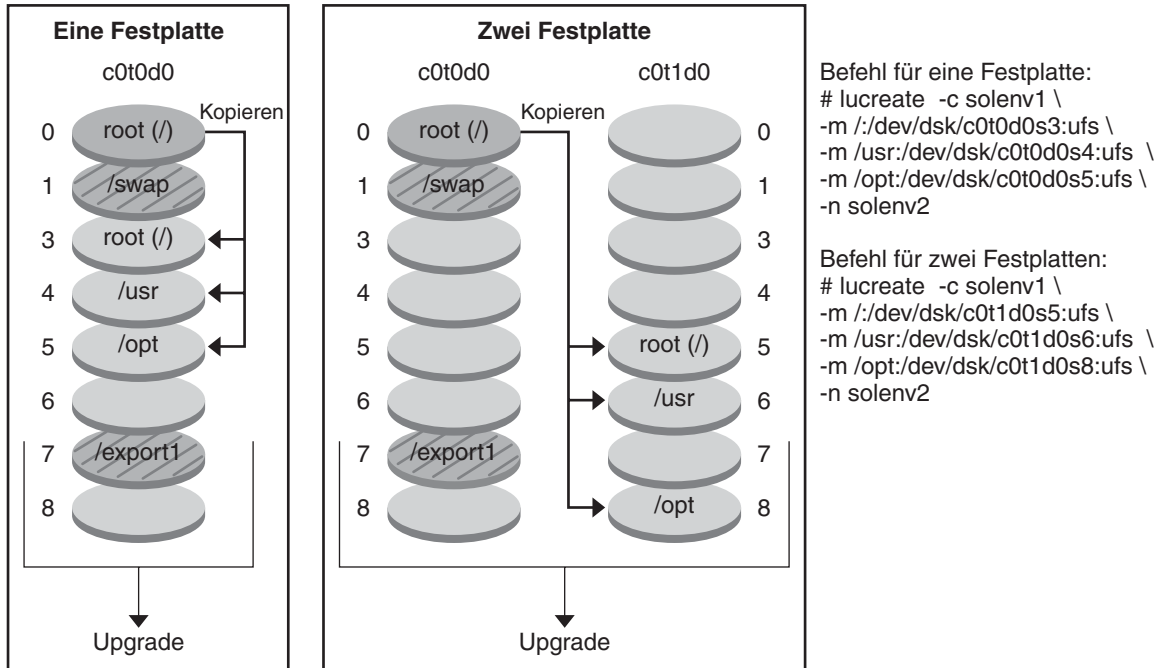 Eine Festplatte
c0t0d0
Kopieren
0 root (/)
1 /swap
3 root (/)
4 /usr
5 /opt
6
7 /export1
8
Upgrade
Zwei Festplatte
c0t0d0 c0t1d0
Kopieren
0 root (/) 0
1 /swap 1
3 3
4 4
5 root (/) 5
6 /usr 6
7 /export1 7
8 /opt 8
Upgrade
Befehl für eine Festplatte:
# lucreate -c solenv1 \
-m /:/dev/dsk/c0t0d0s3:ufs \
-m /usr:/dev/dsk/c0t0d0s4:ufs \
-m /opt:/dev/dsk/c0t0d0s5:ufs \
-n solenv2
Befehl für zwei Festplatten:
# lucreate -c solenv1 \
-m /:/dev/dsk/c0t1d0s5:ufs \
-m /usr:/dev/dsk/c0t1d0s6:ufs \
-m /opt:/dev/dsk/c0t1d0s8:ufs \
-n solenv2